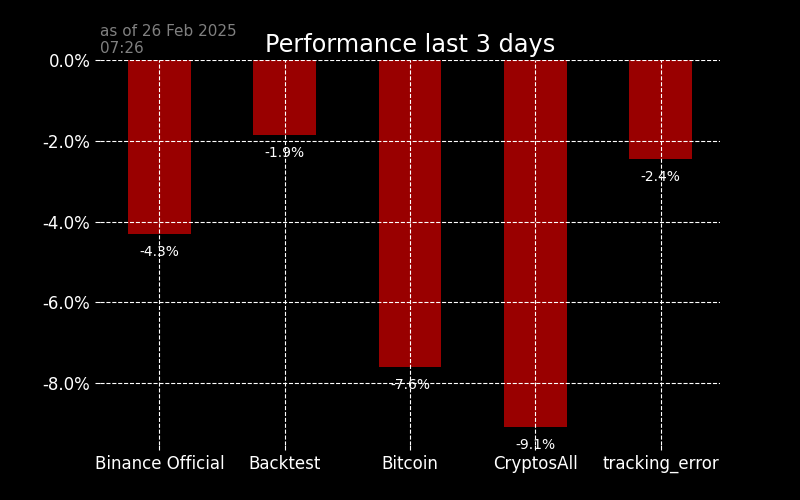 as of 26 Feb 2025
07:26
Performance last 3 days
0.0%
-2.0%
-4.0%
-6.0%
-8.0%
-4.3%
-1.9%
-7.6%
-9.1%
-2.4%
Binance Official
Backtest
Bitcoin
CryptosAll
tracking_error